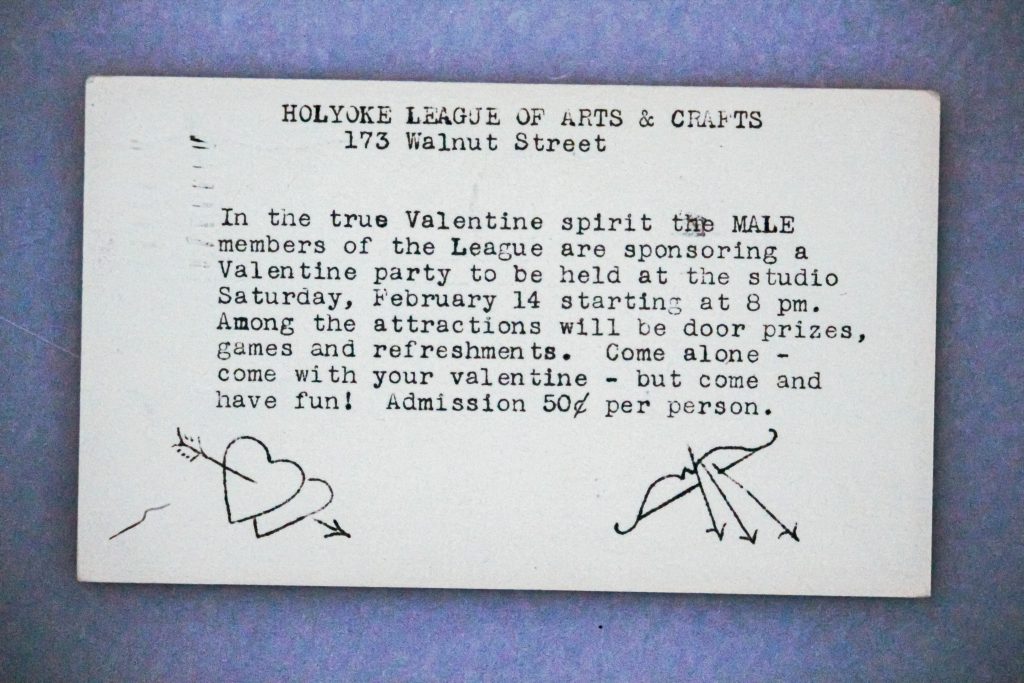 HOLYOKE LEAGUE OF ARTS & CRAFTS
173 Walnut Street
In the true Valentine spirit the MALE
members of the League are sponsoring a
Valentine party to be held at the studio
Saturday, February 14 starting at 8 pm.
Among the attractions will be door prizes,
games and refreshments.  Come alone -
come with your valentine - but come and
have fun!  Admission 50¢ per person.